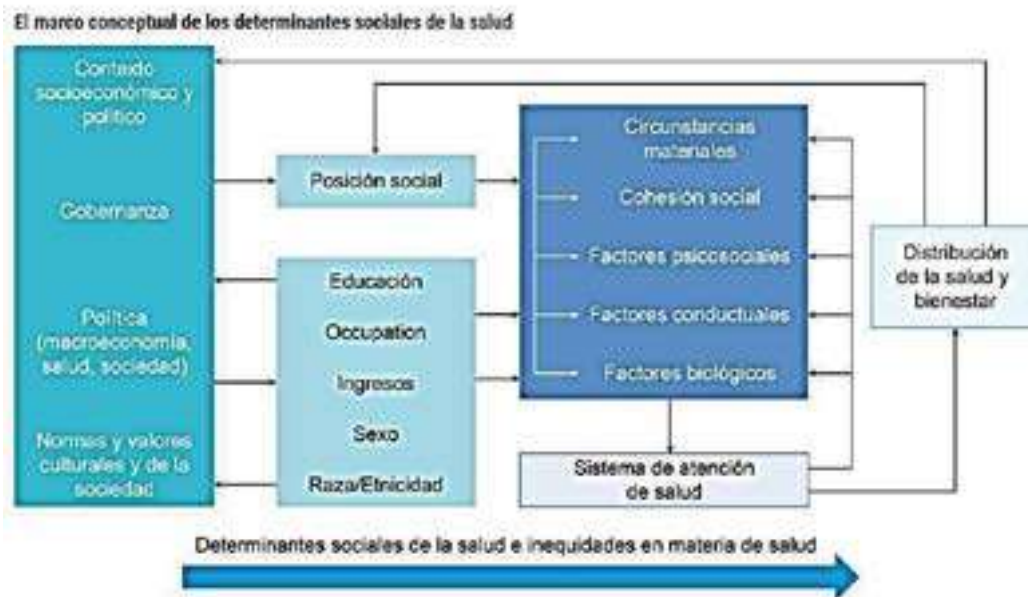 El marco conceptual de los determinantes sociales de la salud
Contexto
socioeconómico y
político
Gobernanza
Política
(macroeconomía,
salud, sociedad)
Normas y valores
culturales y de la
sociedad
Posición social
Educación
Occupation
Ingresos
Sexo
Raza/Etnicidad
Circunstancias
materiales
Cohesión social
Factores psicosociales
Factores conductuales
Factores biológicos
Sistema de atención
de salud
Distribución
de la salud y
bienestar
Determinantes sociales de la salud e inequidades en materia de salud